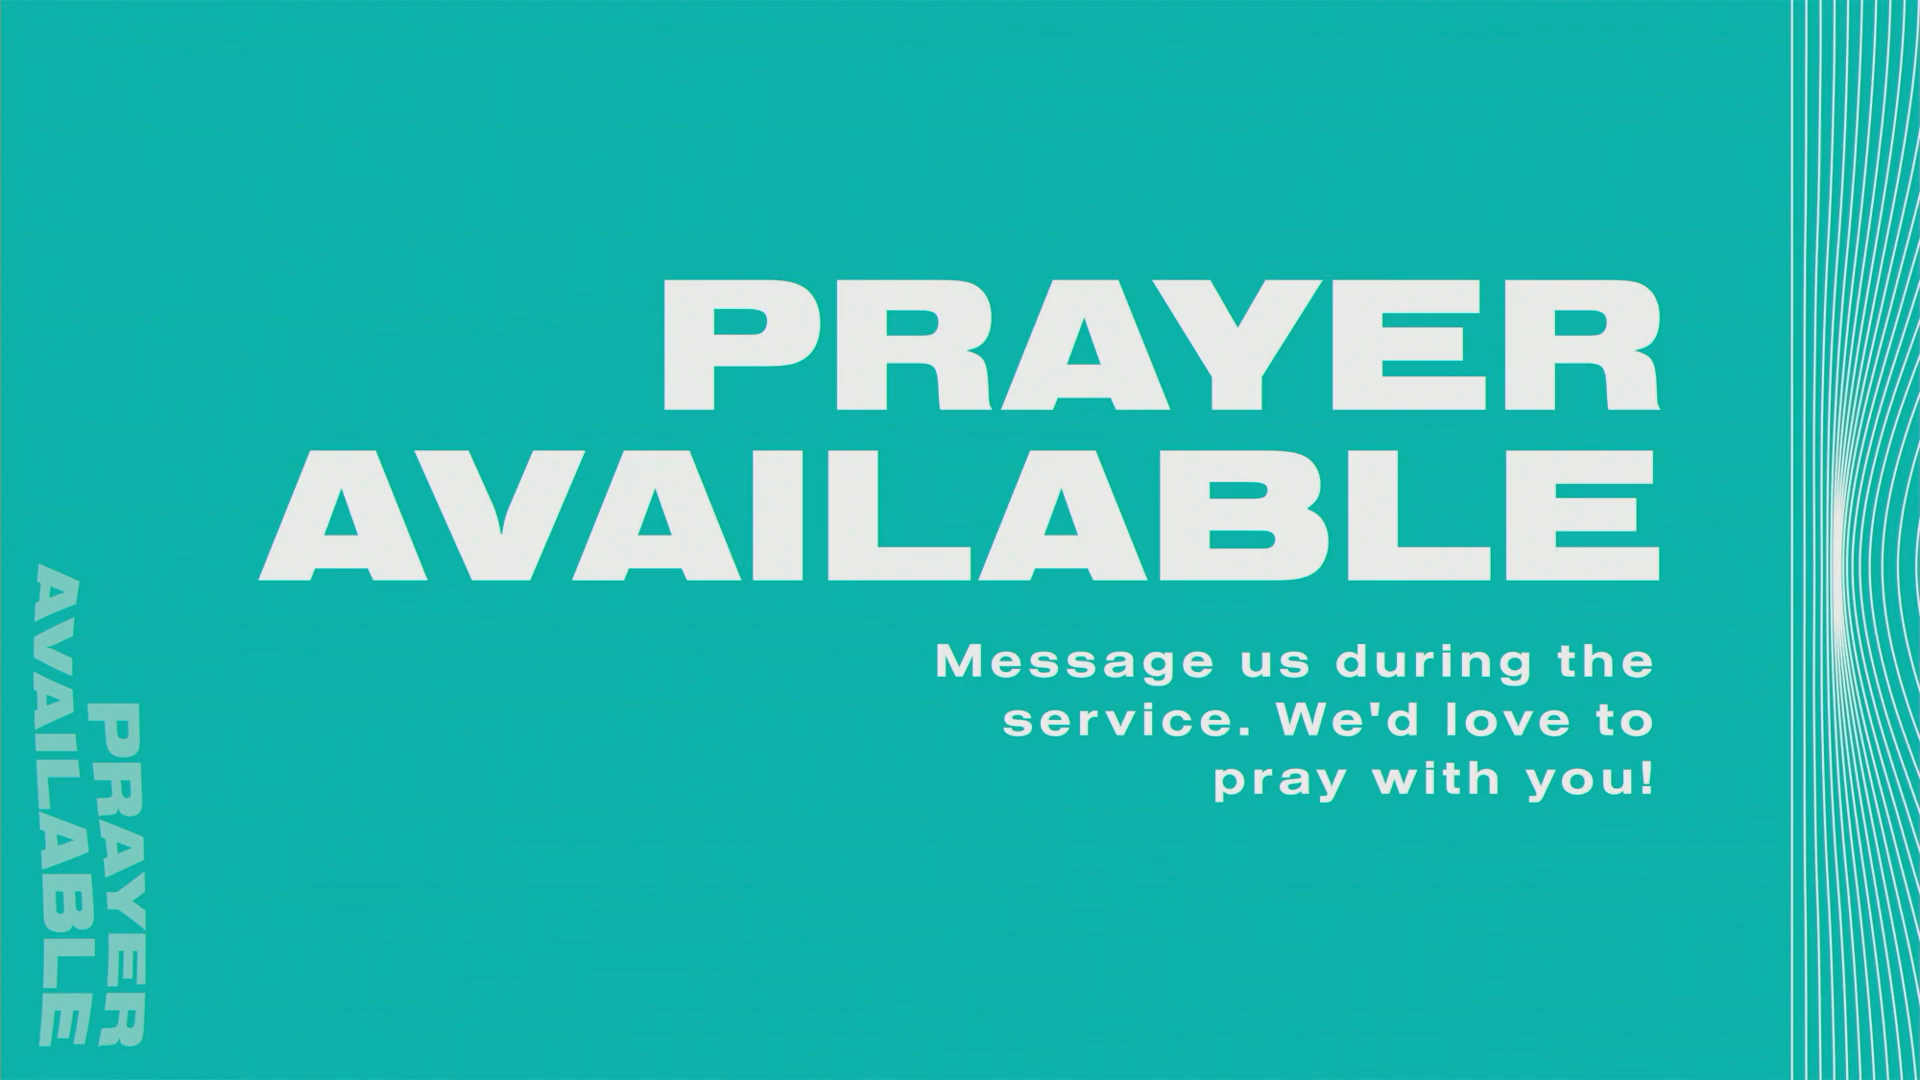 PRAYER
AVAILABLE
Message us during the
service. We'd love to
pray with you!
PRAYER
AVAILABLE